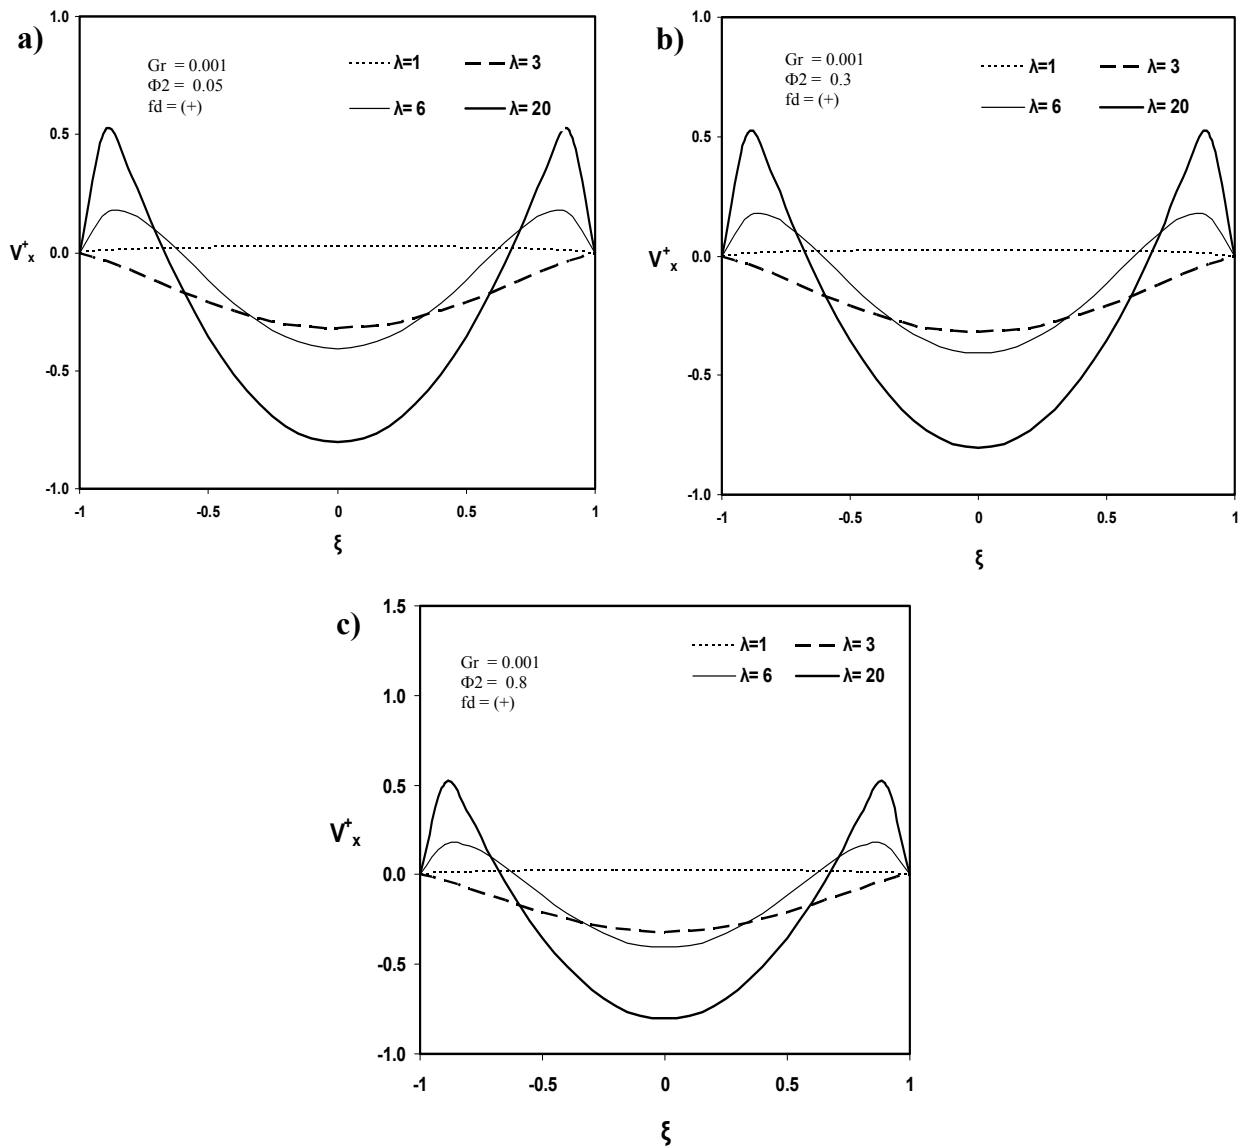 a)
1.0
0.5
0.0
-0.5
-1.0
V+x
Gr = 0.001
Φ2 = 0.05
fd = (+)
λ=1
λ= 3
λ= 6
λ= 20
-1
-0.5
0
0.5
1
ξ
b)
1.0
0.5
0.0
-0.5
-1.0
V+x
Gr = 0.001
Φ2 = 0.3
fd = (+)
λ=1
λ= 3
λ= 6
λ= 20
-1
-0.5
0
0.5
1
ξ
c)
1.5
1.0
0.5
0.0
-0.5
-1.0
V+x
Gr = 0.001
Φ2 = 0.8
fd = (+)
λ=1
λ= 3
λ= 6
λ= 20
-1
-0.5
0
0.5
1
ξ